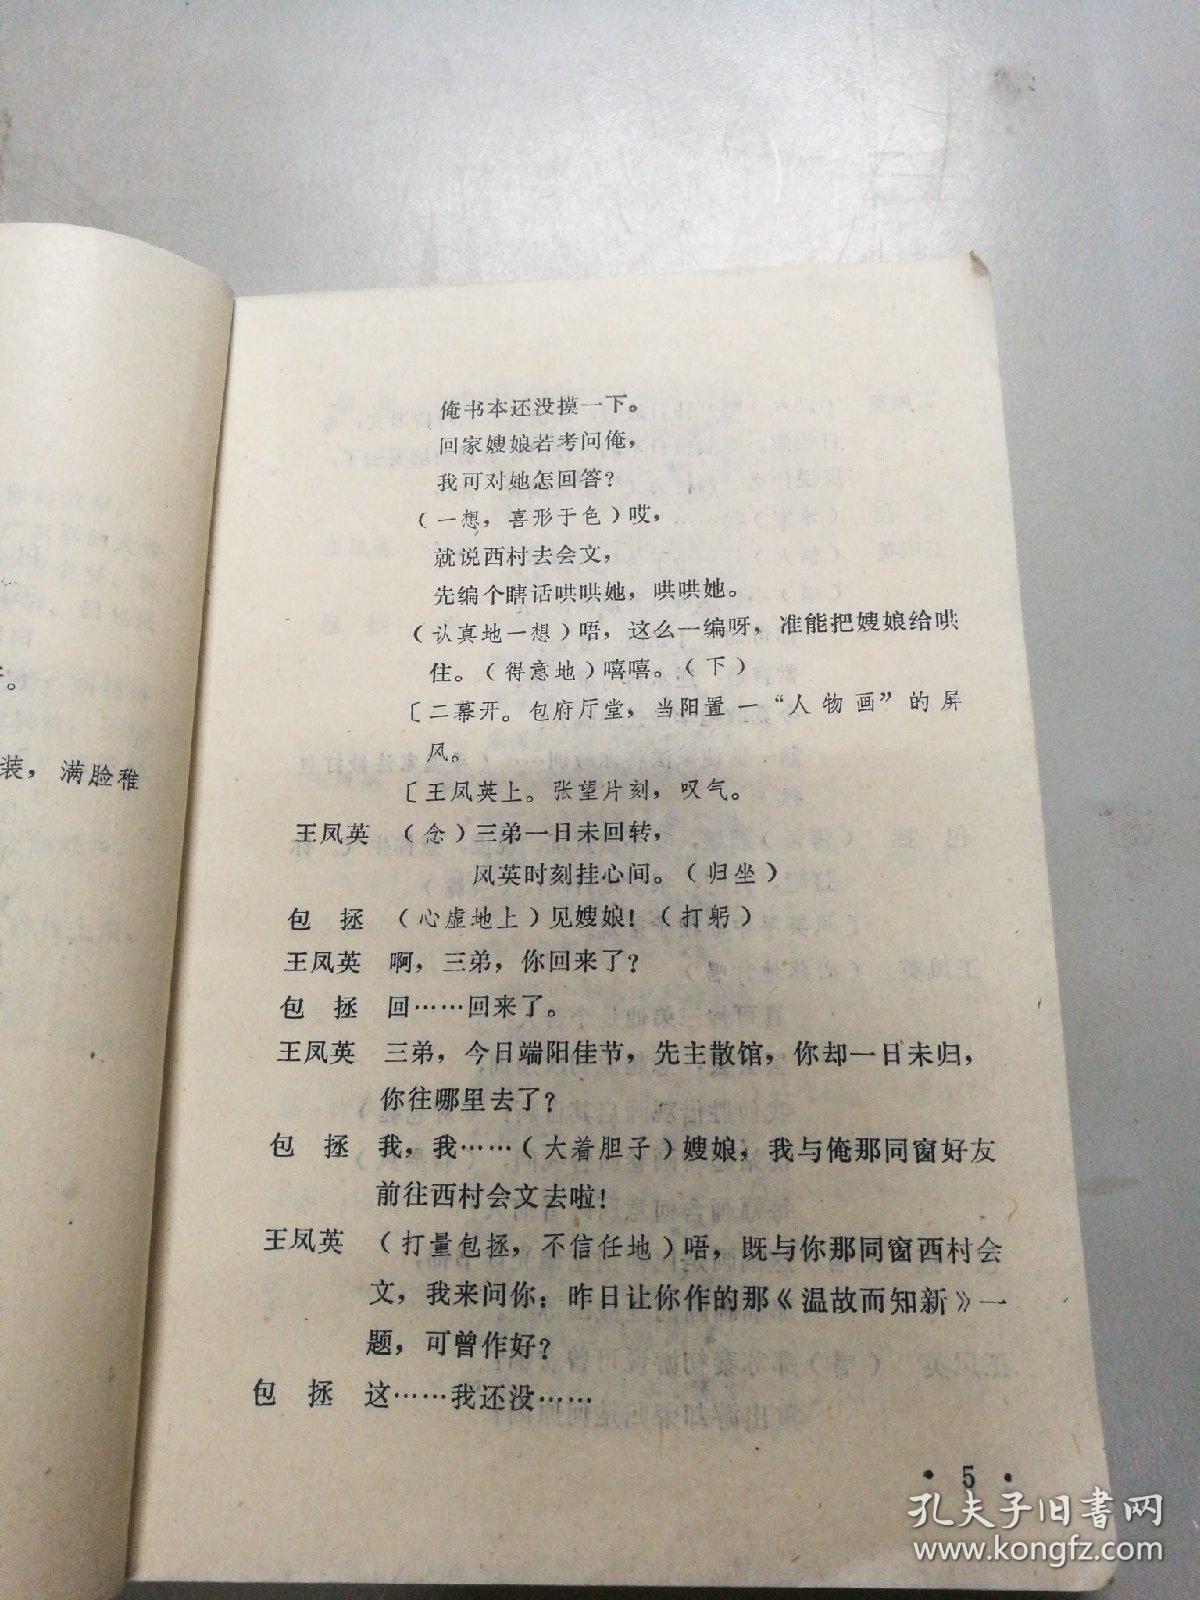 装，满脸稚
俺书本还没摸一下。
回家嫂娘若考问俺，
我可对她怎回答？
（一想，喜形于色）哎，
就说西村去会文，
先编个瞎话哄哄她，哄哄她。
（认真地一想）唔，这么一编呀，准能把嫂娘给哄
住。（得意地）嘻嘻。（下）
〔二幕开。包府厅堂，当阳置一“人物画”的屏
风。
〔王凤英上。张望片刻，叹气。
王凤英 （念）三弟一日未回转，
凤英时刻挂心间。（归坐）
包 拯 （心虚地上）见嫂娘！（打躬）
王凤英 啊，三弟，你回来了？
包 拯 回……回来了。
王凤英 三弟，今日端阳佳节，先主散馆，你却一日未归，
你往哪里去了？
包 拯 我，我……（大着胆子）嫂娘，我与俺那同窗好友
前往西村会文去啦！
王凤英 （打量包拯，不信任地）唔，既与你那同窗西村会
文，我来问你：昨日让你作的那《温故而知新》一
题，可曾作好？
包 拯 这……我还没……
• 5 •
孔夫子旧书网
www.kongfz.com